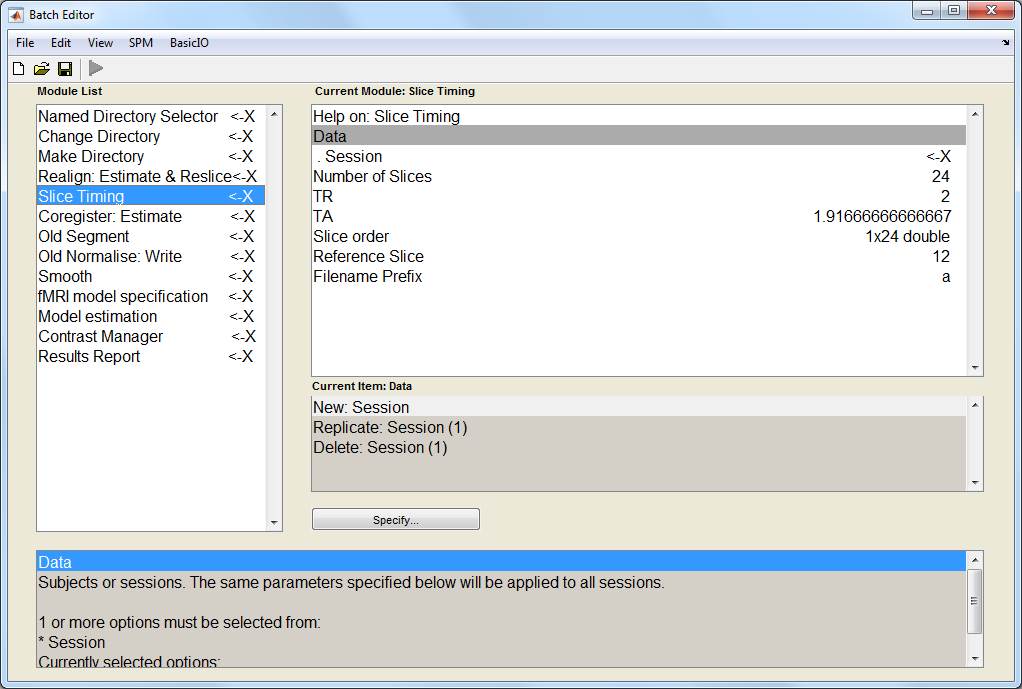 Batch Editor
File Edit View SPM BasicIO
Module List
Named Directory Selector <-X
Change Directory <-X
Make Directory <-X
Realign: Estimate & Reslice<-X
Slice Timing <-X
Coregister: Estimate <-X
Old Segment <-X
Old Normalise: Write <-X
Smooth <-X
fMRI model specification <-X
Model estimation <-X
Contrast Manager <-X
Results Report <-X
Current Module: Slice Timing
Help on: Slice Timing
Data
. Session <-X
Number of Slices 24
TR 2
TA 1.91666666666667
Slice order 1x24 double
Reference Slice 12
Filename Prefix a
Current Item: Data
New: Session
Replicate: Session (1)
Delete: Session (1)
Specify...
Data
Subjects or sessions. The same parameters specified below will be applied to all sessions.
1 or more options must be selected from:
* Session
Currently selected options: